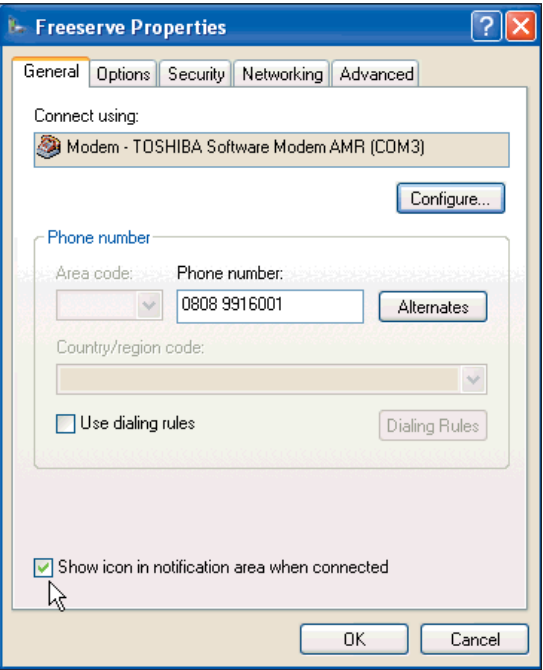 Freeserve Properties
General Options Security Networking Advanced
Connect using:
Modem - TOSHIBA Software Modem AMR (COM3)
Configure...
Phone number
Area code: Phone number:
0808 9916001 Alternates
Country/region code:
Use dialing rules Dialing Rules
Show icon in notification area when connected
OK Cancel